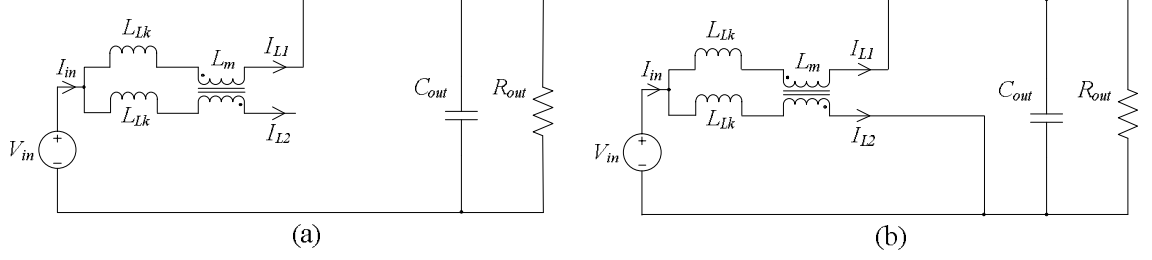 L_Lk
L_m
I_L1
I_in
C_out
R_out
L_Lk
I_L2
V_in
+
−
(a)
L_Lk
L_m
I_L1
I_in
C_out
R_out
L_Lk
I_L2
V_in
+
−
(b)